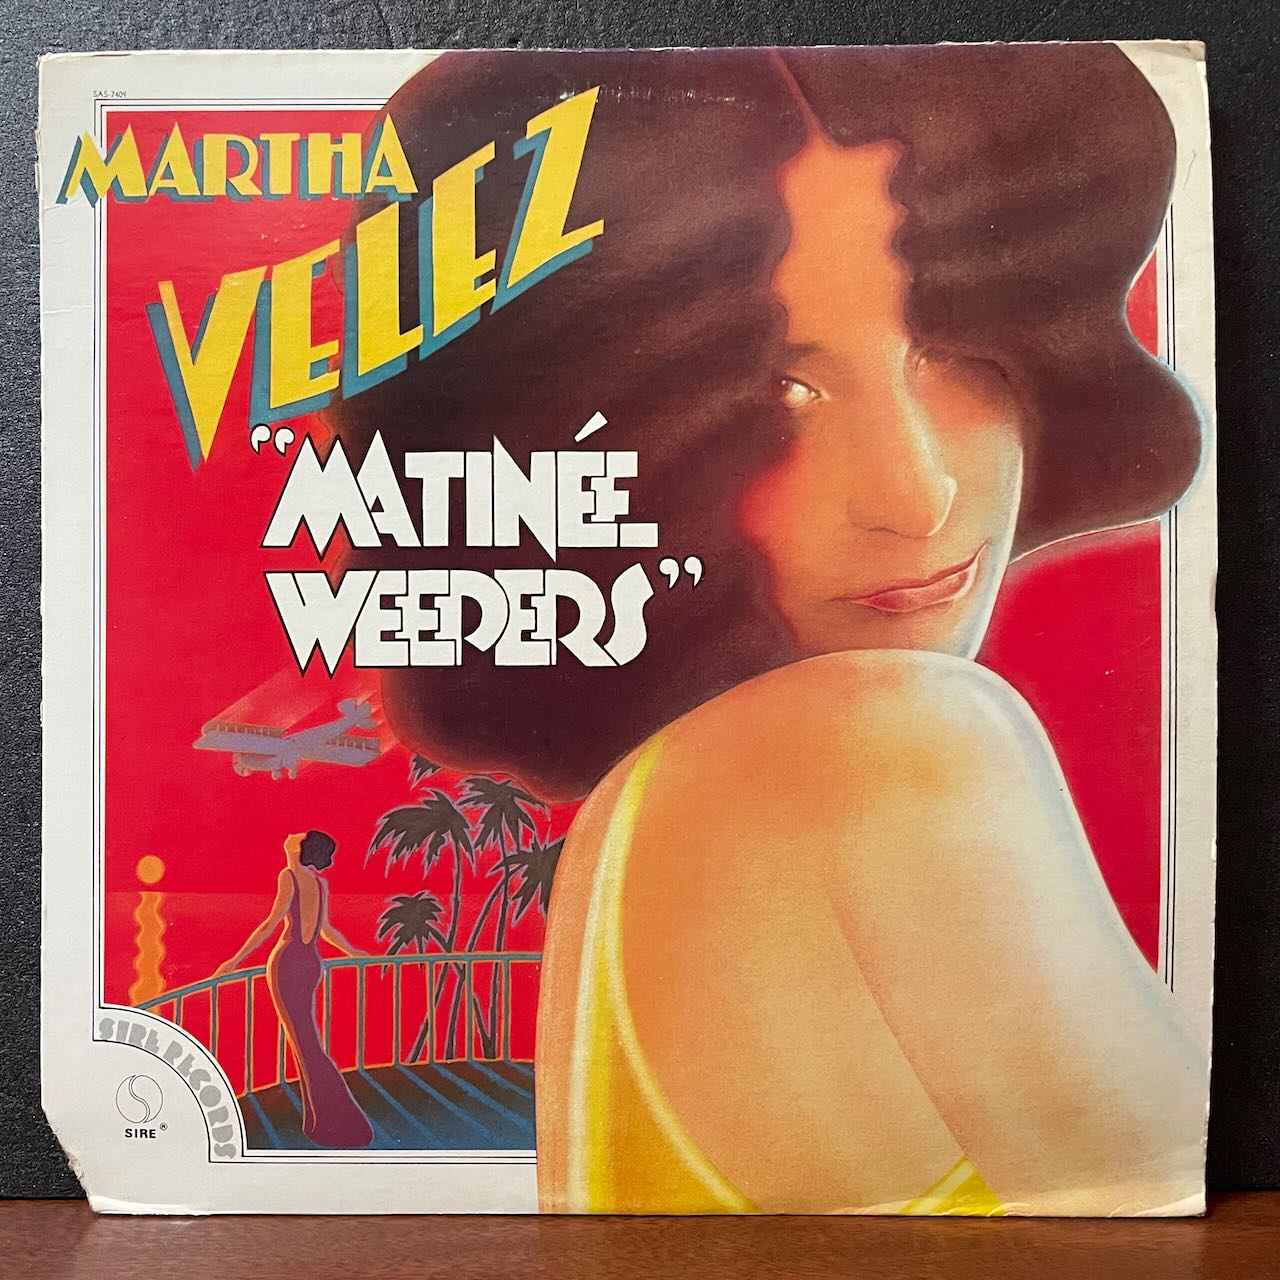 SAS-7409
MARTHA
VELEZ
“MATINÉE
WEEPERS”
SIRE RECORDS
SIRE®